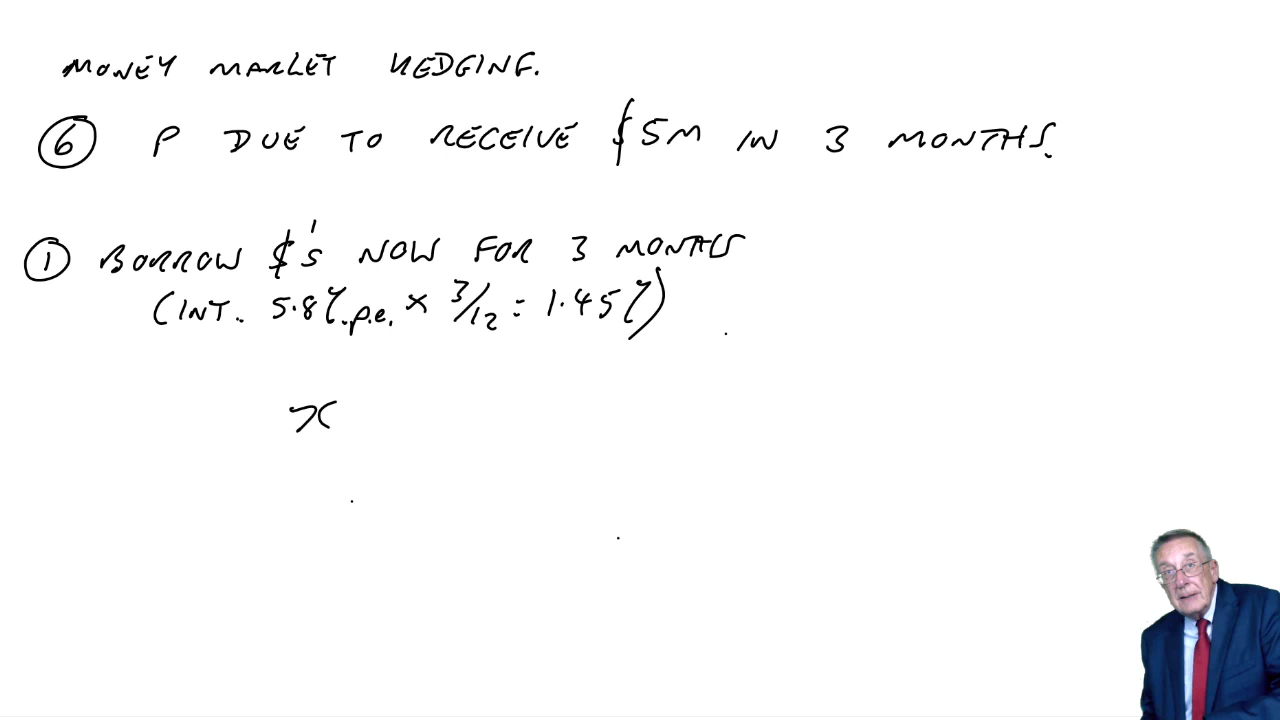 MONEY MARKET HEDGING.
⑥ P DUE TO RECEIVE $5M IN 3 MONTHS.
① BORROW $'s NOW FOR 3 MONTHS
(INT. 5.8% p.a. × 3/12 = 1.45%)
x